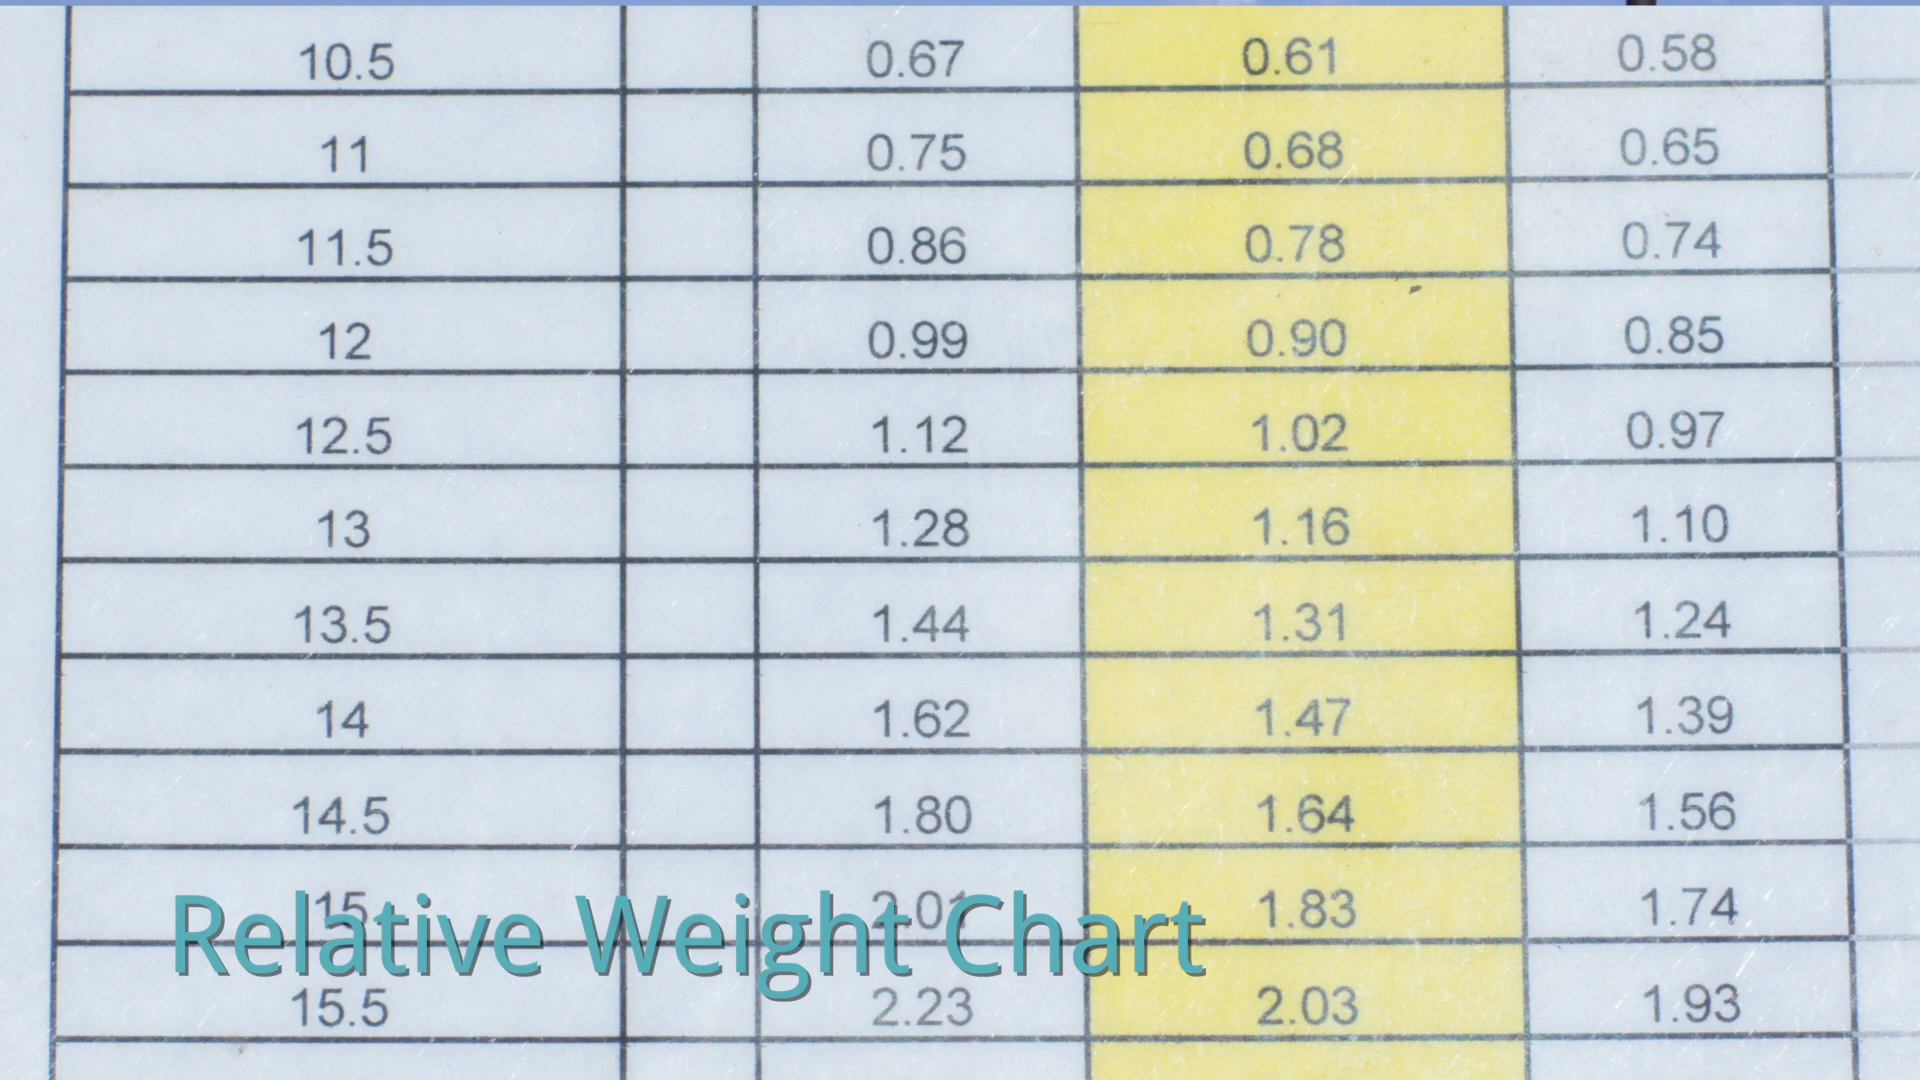 10.5 0.67 0.61 0.58
11 0.75 0.68 0.65
11.5 0.86 0.78 0.74
12 0.99 0.90 0.85
12.5 1.12 1.02 0.97
13 1.28 1.16 1.10
13.5 1.44 1.31 1.24
14 1.62 1.47 1.39
14.5 1.80 1.64 1.56
15 2.01 1.83 1.74
Relative Weight Chart
15.5 2.23 2.03 1.93